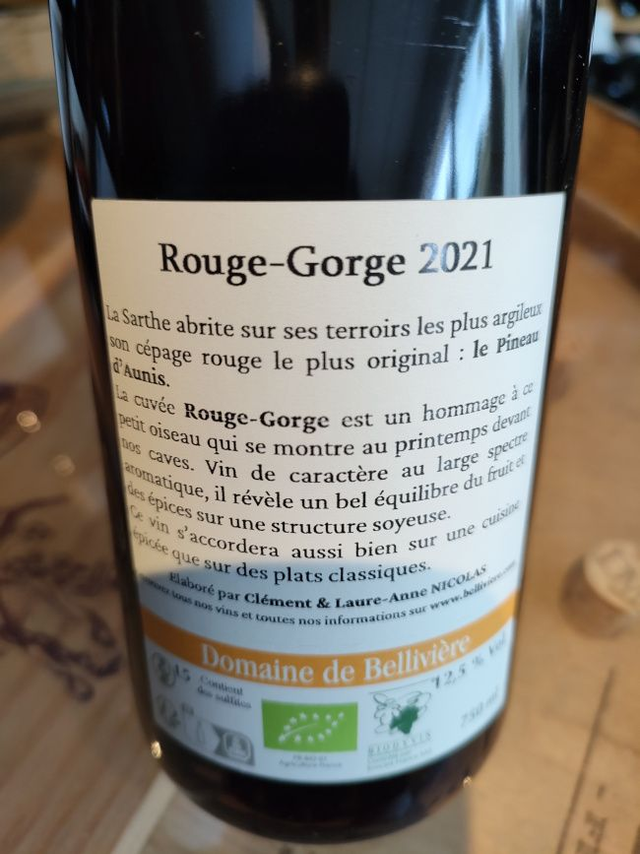 Rouge-Gorge 2021
La Sarthe abrite sur ses terroirs les plus argileux
son cépage rouge le plus original : le Pineau
d'Aunis.
La cuvée Rouge-Gorge est un hommage à ce
petit oiseau qui se montre au printemps devant
nos caves. Vin de caractère au large spectre
aromatique, il révèle un bel équilibre du fruit et
des épices sur une structure soyeuse.
Ce vin s'accordera aussi bien sur une cuisine
épicée que sur des plats classiques.
Elaboré par Clément & Laure-Anne NICOLAS
tous nos vins et toutes nos informations sur www.belliviere.com
Domaine de Bellivière
Contient
des sulfites
12,5 % Vol
750 ml
BIODYVIN
Agriculture France